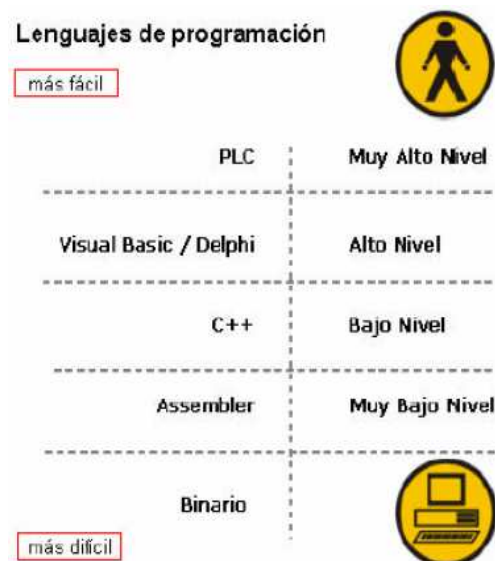 Lenguajes de programación
más fácil
PLC Muy Alto Nivel
Visual Basic / Delphi Alto Nivel
C++ Bajo Nivel
Assembler Muy Bajo Nivel
Binario
más difícil